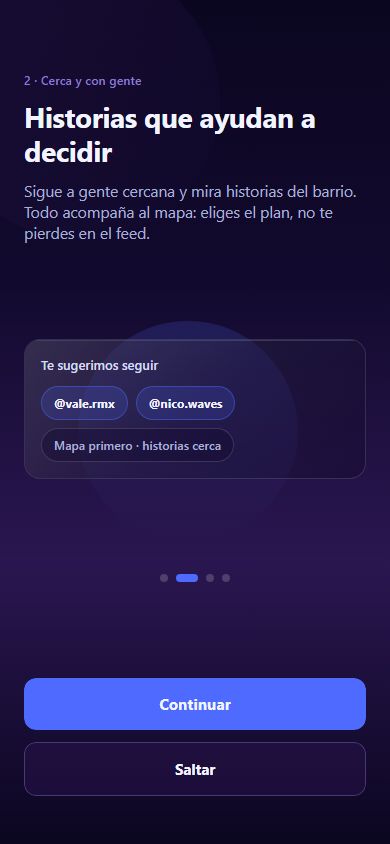 2 · Cerca y con gente
Historias que ayudan a
decidir
Sigue a gente cercana y mira historias del barrio.
Todo acompaña al mapa: eliges el plan, no te
pierdes en el feed.
Te sugerimos seguir
@vale.rmx
@nico.waves
Mapa primero · historias cerca
Continuar
Saltar